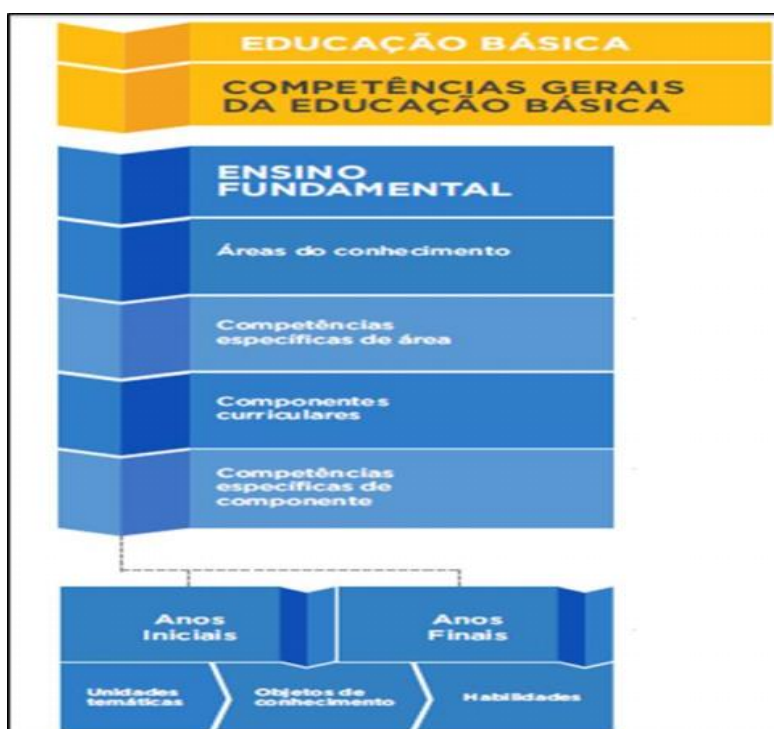 EDUCAÇÃO BÁSICA
COMPETÊNCIAS GERAIS
DA EDUCAÇÃO BÁSICA
ENSINO
FUNDAMENTAL
Áreas do conhecimento
Competências
específicas de área
Componentes
curriculares
Competências
específicas de
componente
Anos
Iniciais
Anos
Finais
Unidades
temáticas
Objetos de
conhecimento
Habilidades